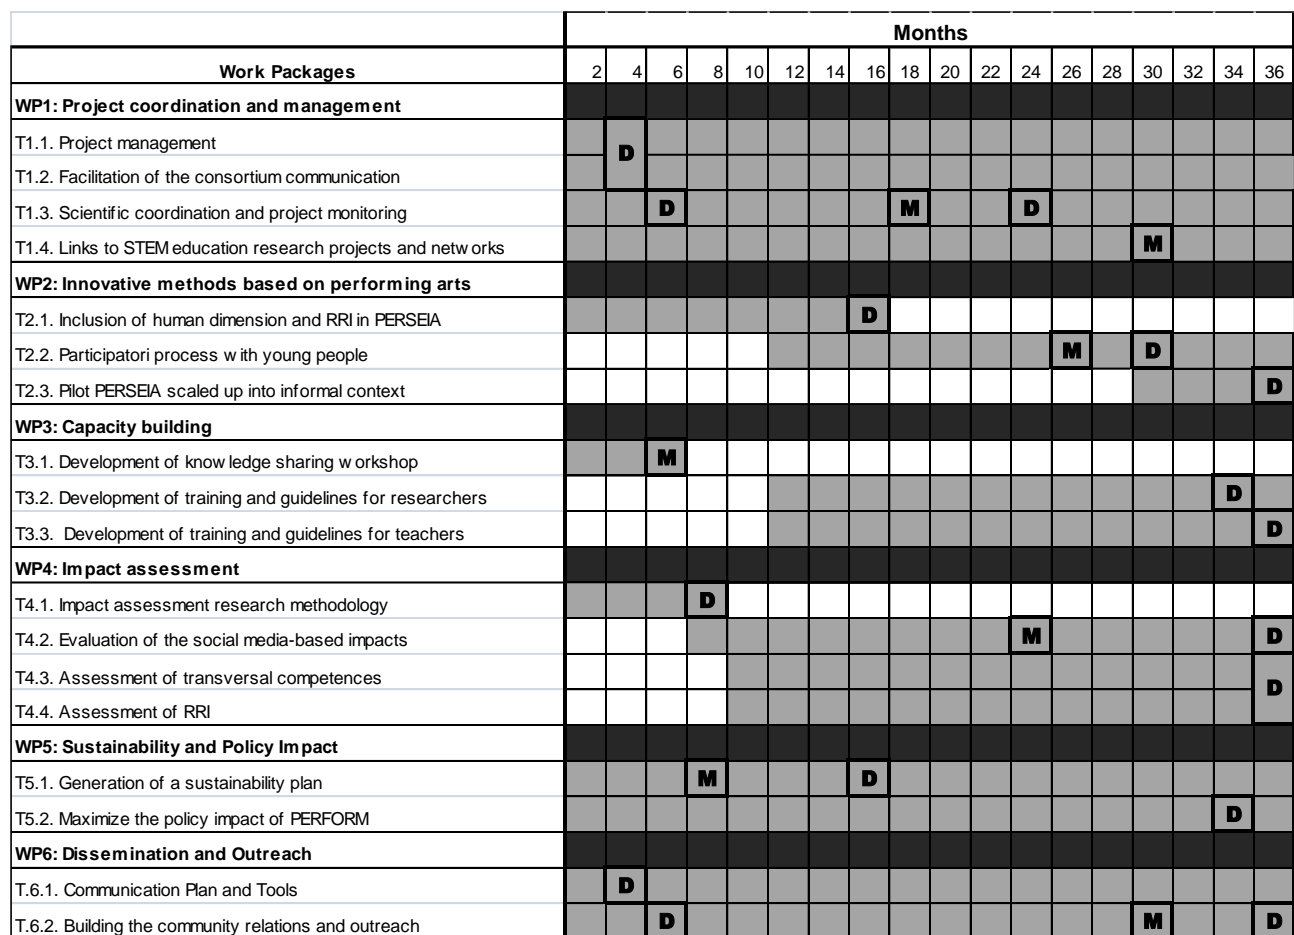 Months
Work Packages 2 4 6 8 10 12 14 16 18 20 22 24 26 28 30 32 34 36
WP1: Project coordination and management
T1.1. Project management
D
T1.2. Facilitation of the consortium communication
T1.3. Scientific coordination and project monitoring D M D
T1.4. Links to STEM education research projects and networks M
WP2: Innovative methods based on performing arts
T2.1. Inclusion of human dimension and RRI in PERSEIA D
T2.2. Participatori process with young people M D
T2.3. Pilot PERSEIA scaled up into informal context D
WP3: Capacity building
T3.1. Development of knowledge sharing workshop M
T3.2. Development of training and guidelines for researchers D
T3.3. Development of training and guidelines for teachers D
WP4: Impact assessment
T4.1. Impact assessment research methodology D
T4.2. Evaluation of the social media-based impacts M D
T4.3. Assessment of transversal competences
D
T4.4. Assessment of RRI
WP5: Sustainability and Policy Impact
T5.1. Generation of a sustainability plan M D
T5.2. Maximize the policy impact of PERFORM D
WP6: Dissemination and Outreach
T.6.1. Communication Plan and Tools D
T.6.2. Building the community relations and outreach D M D